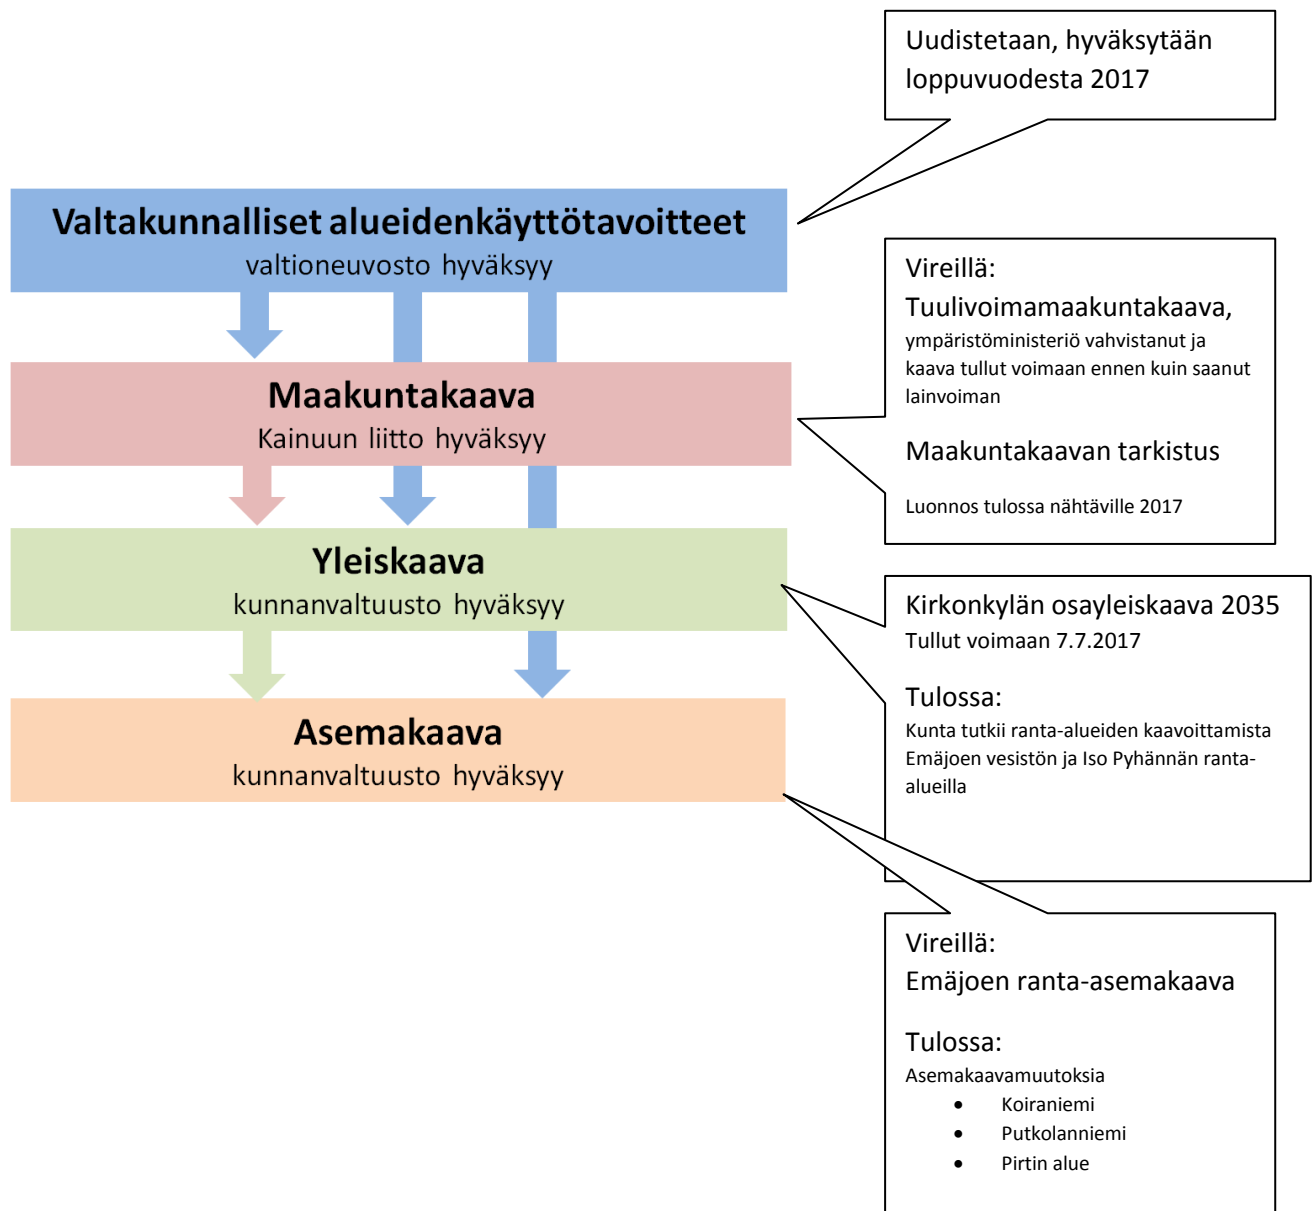 Uudistetaan, hyväksytään
loppuvuodesta 2017
Valtakunnalliset alueidenkäyttötavoitteet
valtioneuvosto hyväksyy
Vireillä:
Tuulivoimamaakuntakaava,
ympäristöministeriö vahvistanut ja
kaava tullut voimaan ennen kuin saanut
lainvoiman
Maakuntakaavan tarkistus
Luonnos tulossa nähtäville 2017
Maakuntakaava
Kainuun liitto hyväksyy
Yleiskaava
kunnanvaltuusto hyväksyy
Kirkonkylän osayleiskaava 2035
Tullut voimaan 7.7.2017
Tulossa:
Kunta tutkii ranta-alueiden kaavoittamista
Emäjoen vesistön ja Iso Pyhännän ranta-
alueilla
Asemakaava
kunnanvaltuusto hyväksyy
Vireillä:
Emäjoen ranta-asemakaava
Tulossa:
Asemakaavamuutoksia
• Koiraniemi
• Putkolanniemi
• Pirtin alue